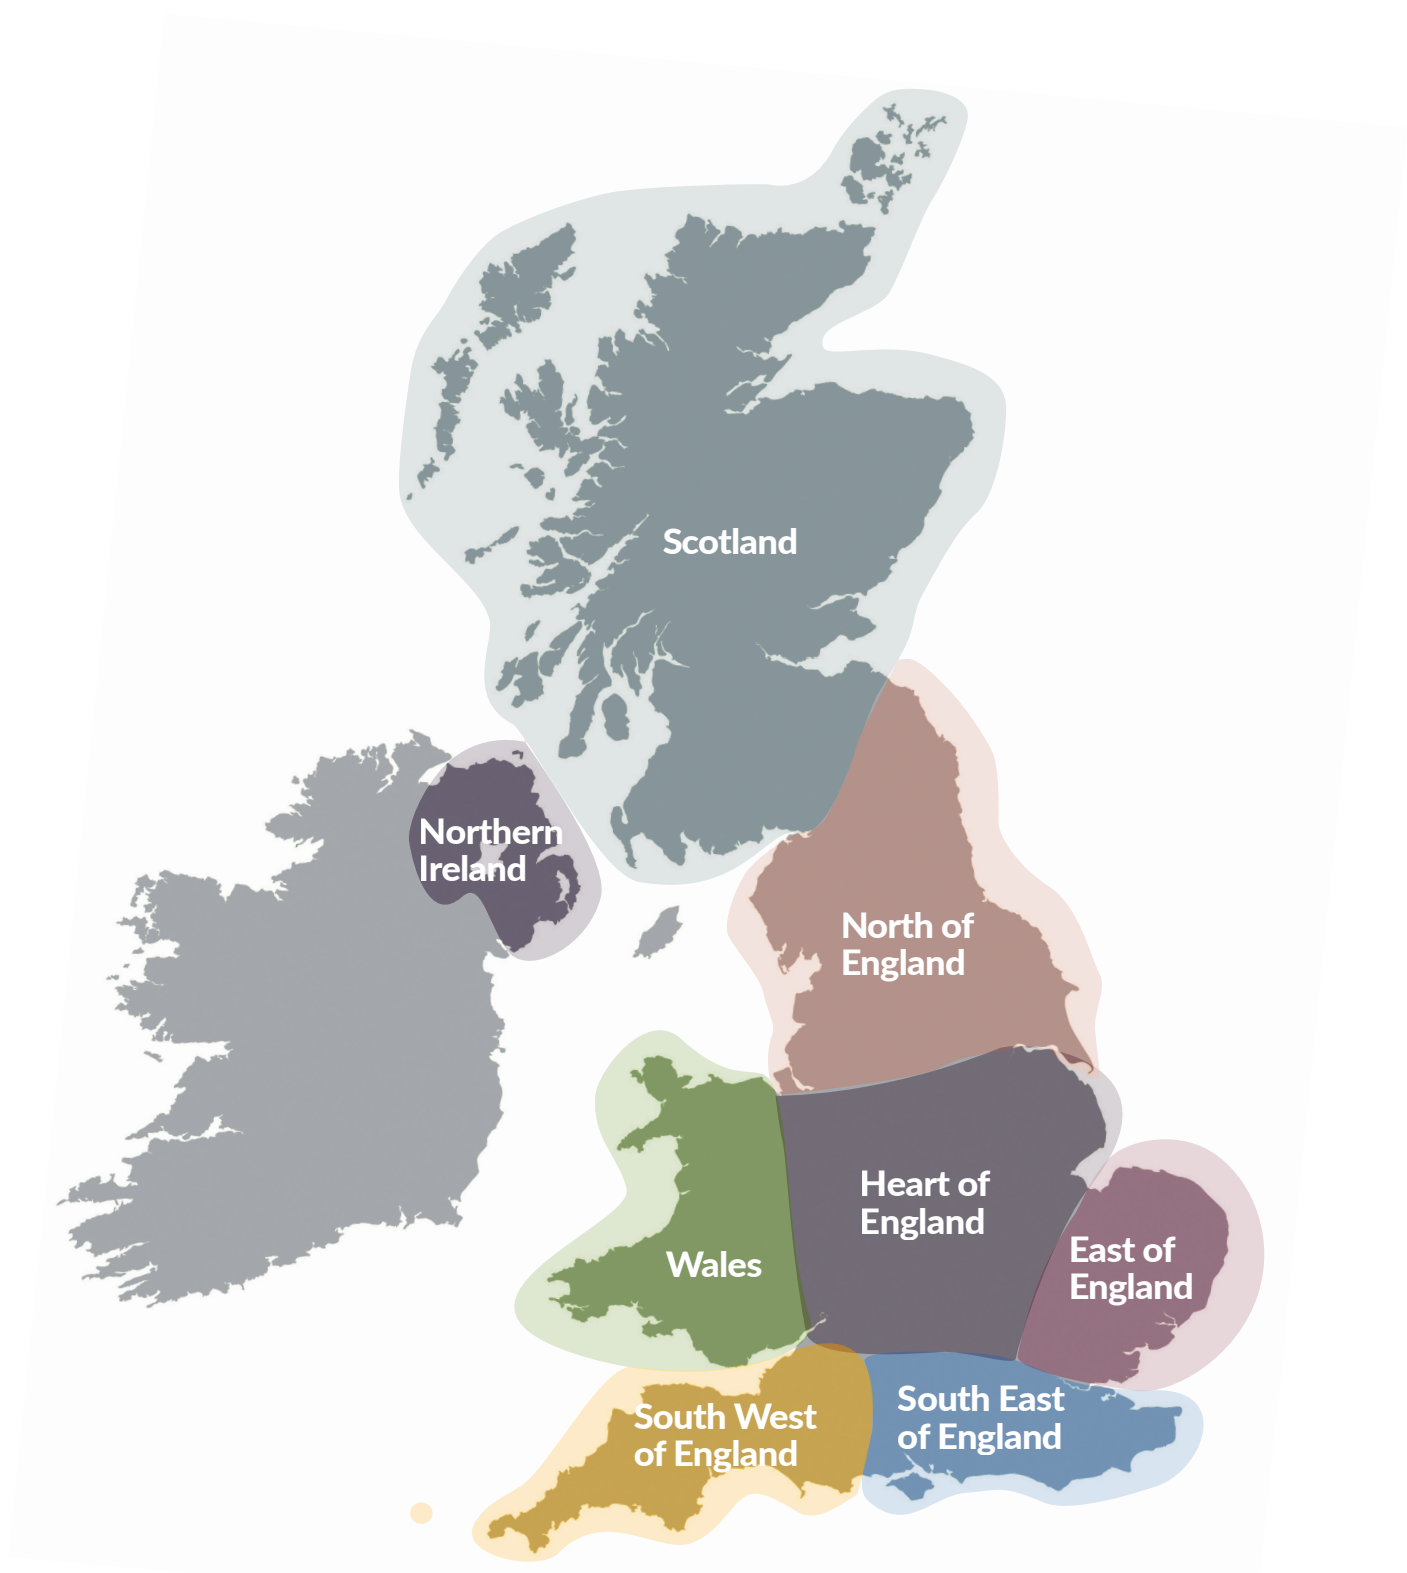 Scotland
Northern
Ireland
North of
England
Heart of
England
Wales
East of
England
South West
of England
South East
of England